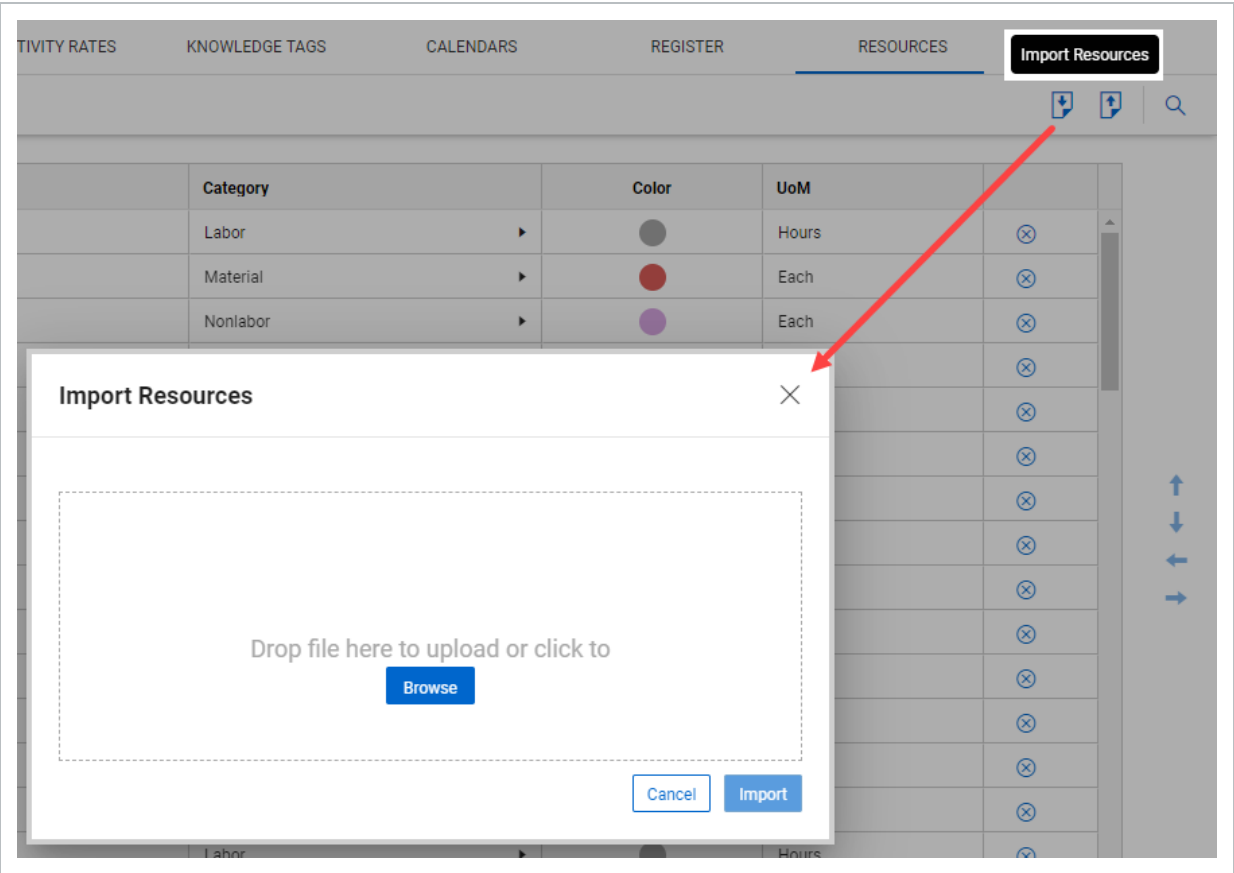 TIVITY RATES KNOWLEDGE TAGS CALENDARS REGISTER RESOURCES Import Resources
Category Color UoM
Labor Hours
Material Each
Nonlabor Each
Import Resources
Drop file here to upload or click to
Browse
Cancel Import
Labor Hours